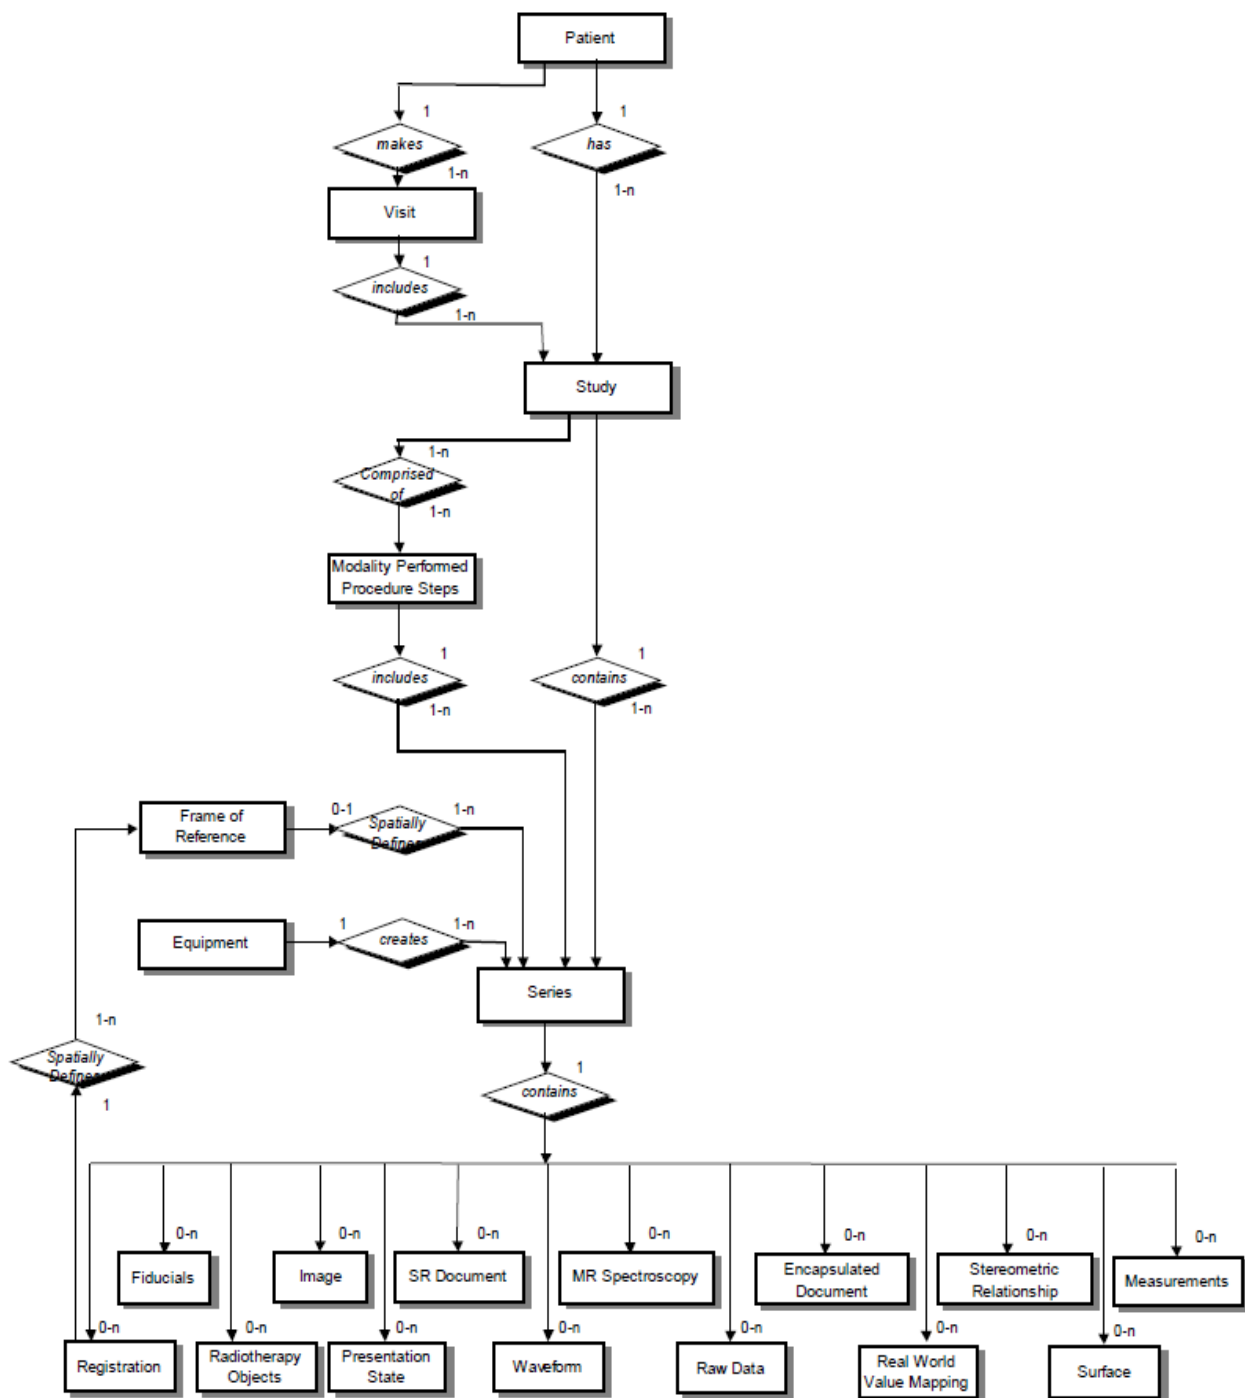 Patient
1
1
makes
has
1-n
1-n
Visit
1
includes
1-n
Study
1-n
Comprised
of
1-n
Modality Performed
Procedure Steps
1
1
includes
contains
1-n
1-n
Frame of
Reference
0-1
1-n
Spatially
Defines
Equipment
1
1-n
creates
Series
1-n
Spatially
Defines
1
1
contains
0-n
0-n
0-n
0-n
0-n
0-n
0-n
Fiducials
Image
SR Document
MR Spectroscopy
Encapsulated
Document
Stereometric
Relationship
Measurements
0-n
0-n
0-n
0-n
0-n
0-n
0-n
Registration
Radiotherapy
Objects
Presentation
State
Waveform
Raw Data
Real World
Value Mapping
Surface